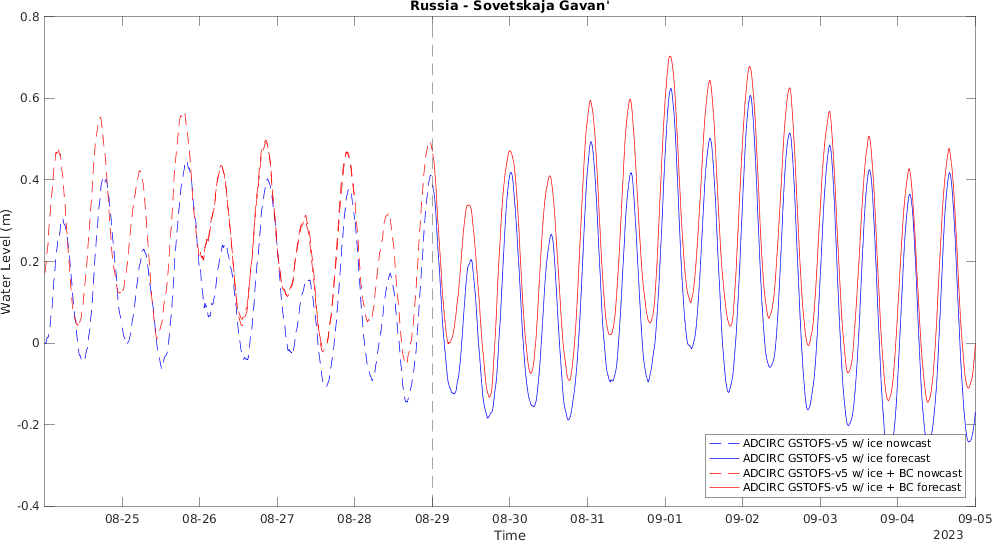 Russia - Sovetskaja Gavan'
Water Level (m)
0.8
0.6
0.4
0.2
0
-0.2
-0.4
08-25
08-26
08-27
08-28
08-29
08-30
08-31
09-01
09-02
09-03
09-04
09-05
Time
2023
ADCIRC GSTOFS-v5 w/ ice nowcast
ADCIRC GSTOFS-v5 w/ ice forecast
ADCIRC GSTOFS-v5 w/ ice + BC nowcast
ADCIRC GSTOFS-v5 w/ ice + BC forecast